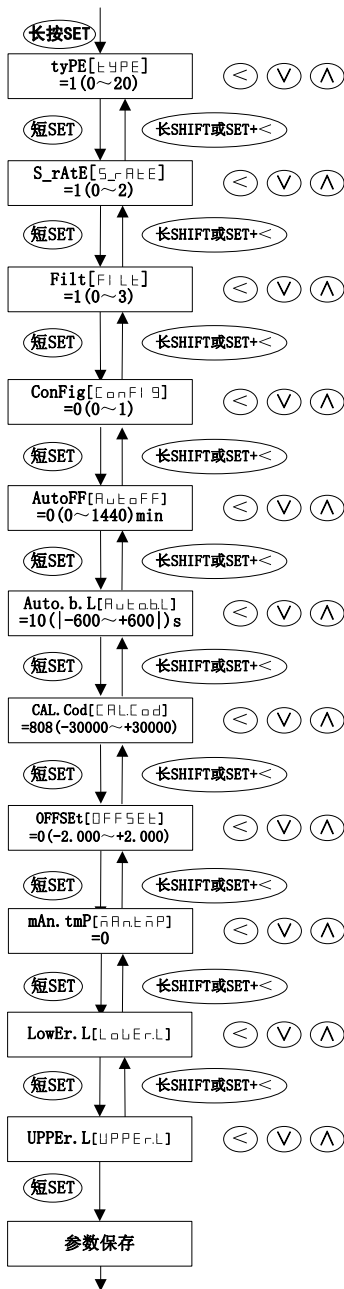 长按SET
tyPE[tYPE]
=1(0～20)
< ∨ ∧
短SET
长SHIFT或SET+<
S_rAtE[S_rAtE]
=1(0～2)
< ∨ ∧
短SET
长SHIFT或SET+<
Filt[FILt]
=1(0～3)
< ∨ ∧
短SET
长SHIFT或SET+<
ConFig[ConFI9]
=0(0～1)
< ∨ ∧
短SET
长SHIFT或SET+<
AutoFF[AutoFF]
=0(0～1440)min
< ∨ ∧
短SET
长SHIFT或SET+<
Auto.b.L[Auto.b.L]
=10(|-600～+600|)s
< ∨ ∧
短SET
长SHIFT或SET+<
CAL.Cod[CAL.Cod]
=808(-30000～+30000)
< ∨ ∧
短SET
长SHIFT或SET+<
OFFSEt[OFFSEt]
=0(-2.000～+2.000)
< ∨ ∧
短SET
长SHIFT或SET+<
mAn.tmP[m̄An.tm̄P]
=0
< ∨ ∧
短SET
长SHIFT或SET+<
LowEr.L[LoWEr.L]
< ∨ ∧
短SET
长SHIFT或SET+<
UPPEr.L[UPPEr.L]
< ∨ ∧
短SET
参数保存